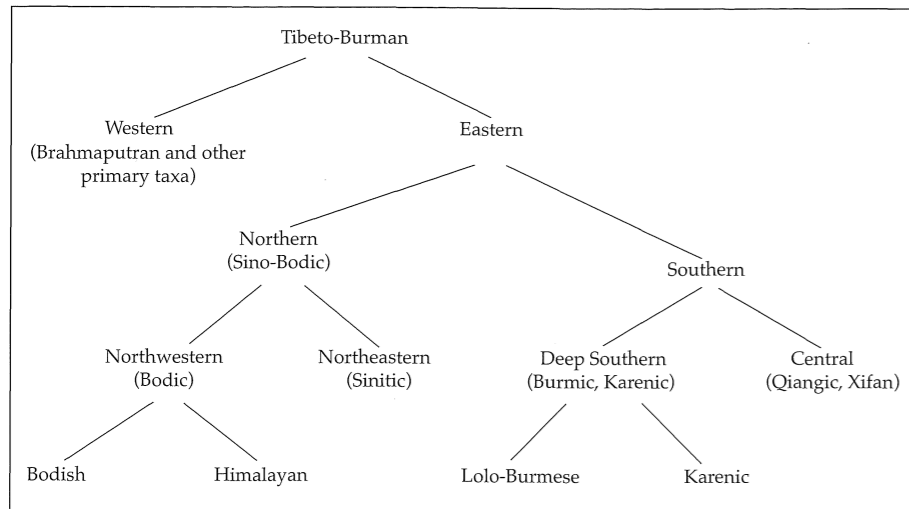 Tibeto-Burman
Western
(Brahmaputran and other
primary taxa)
Eastern
Northern
(Sino-Bodic)
Southern
Northwestern
(Bodic)
Northeastern
(Sinitic)
Deep Southern
(Burmic, Karenic)
Central
(Qiangic, Xifan)
Bodish
Himalayan
Lolo-Burmese
Karenic